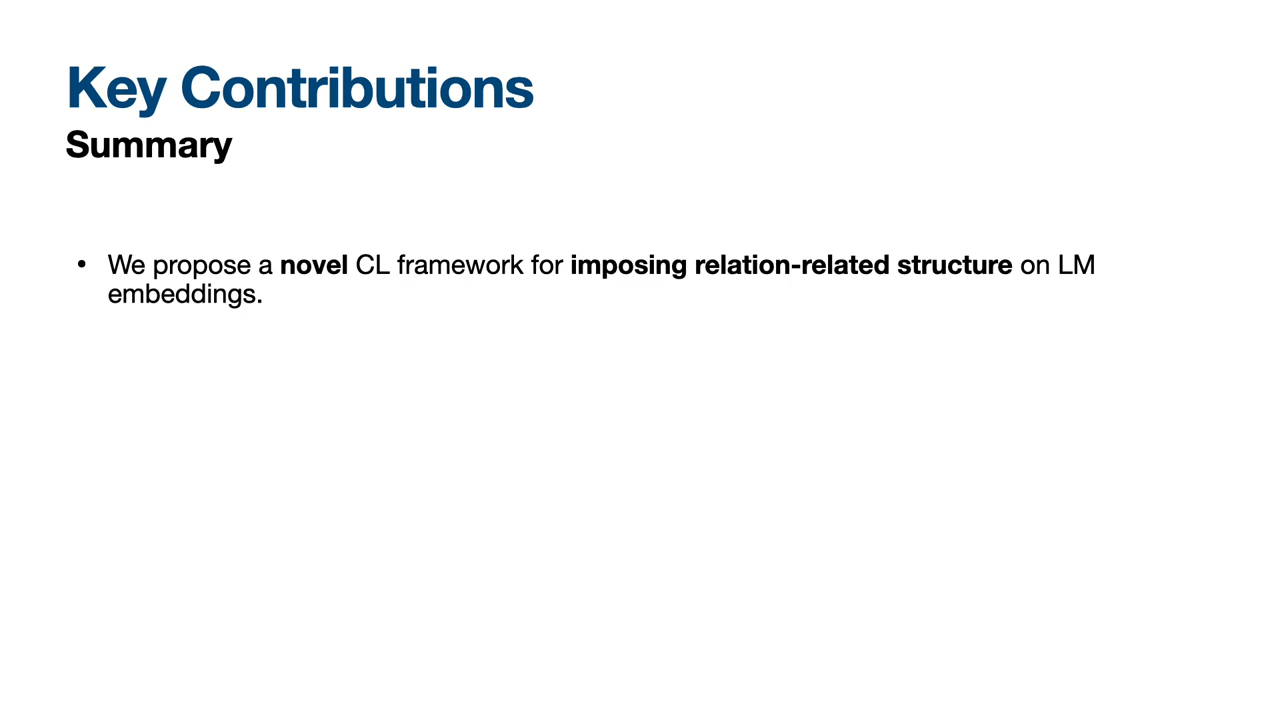 Key Contributions
Summary
• We propose a novel CL framework for imposing relation-related structure on LM
embeddings.